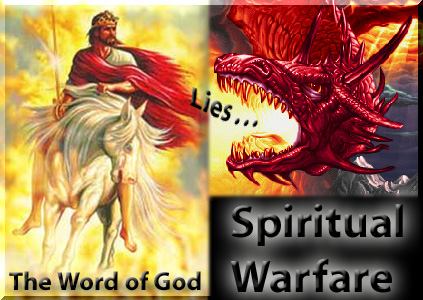 Lies...
The Word of God
Spiritual
Warfare